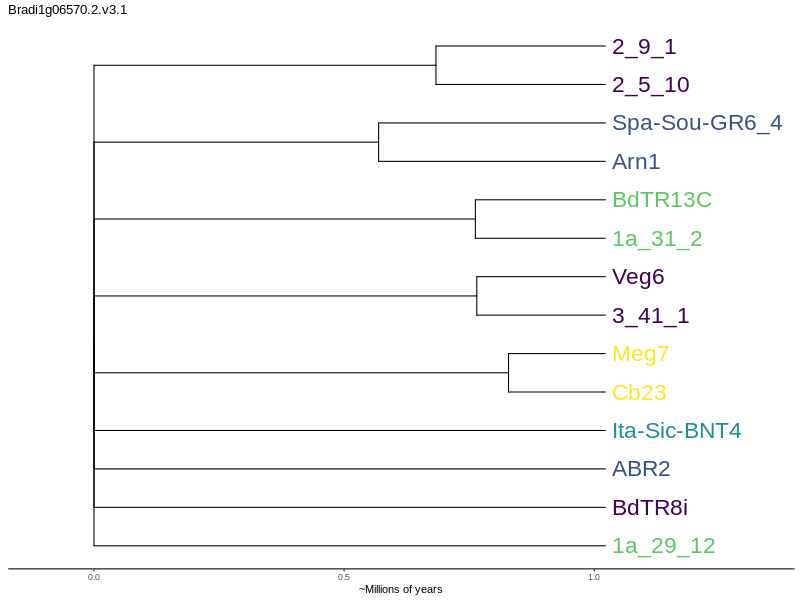 Bradi1g06570.2.v3.1
2_9_1
2_5_10
Spa-Sou-GR6_4
Arn1
BdTR13C
1a_31_2
Veg6
3_41_1
Meg7
Cb23
Ita-Sic-BNT4
ABR2
BdTR8i
1a_29_12
0.0 0.5 1.0
~Millions of years